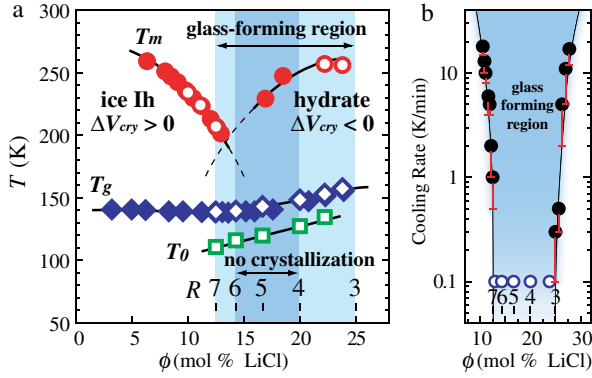 a
b
300
250
200
150
100
50
T (K)
0
5
10
15
20
25
ϕ (mol % LiCl)
glass-forming region
Tm
ice Ih
ΔVcry > 0
hydrate
ΔVcry < 0
Tg
T0
no crystallization
R 7 6 5 4 3
Cooling Rate (K/min)
10
1
0.1
glass
forming
region
7 6 5 4 3
10
20
30
ϕ (mol % LiCl)